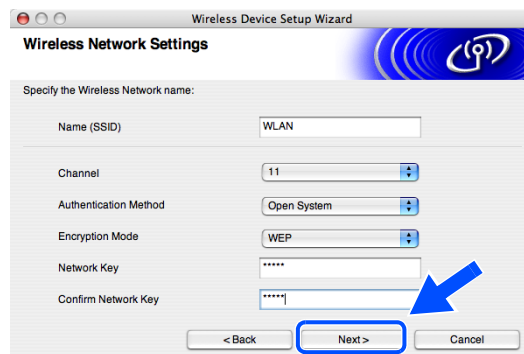 Wireless Device Setup Wizard
Wireless Network Settings
Specify the Wireless Network name:
Name (SSID) WLAN
Channel 11
Authentication Method Open System
Encryption Mode WEP
Network Key *****
Confirm Network Key *****
< Back Next > Cancel